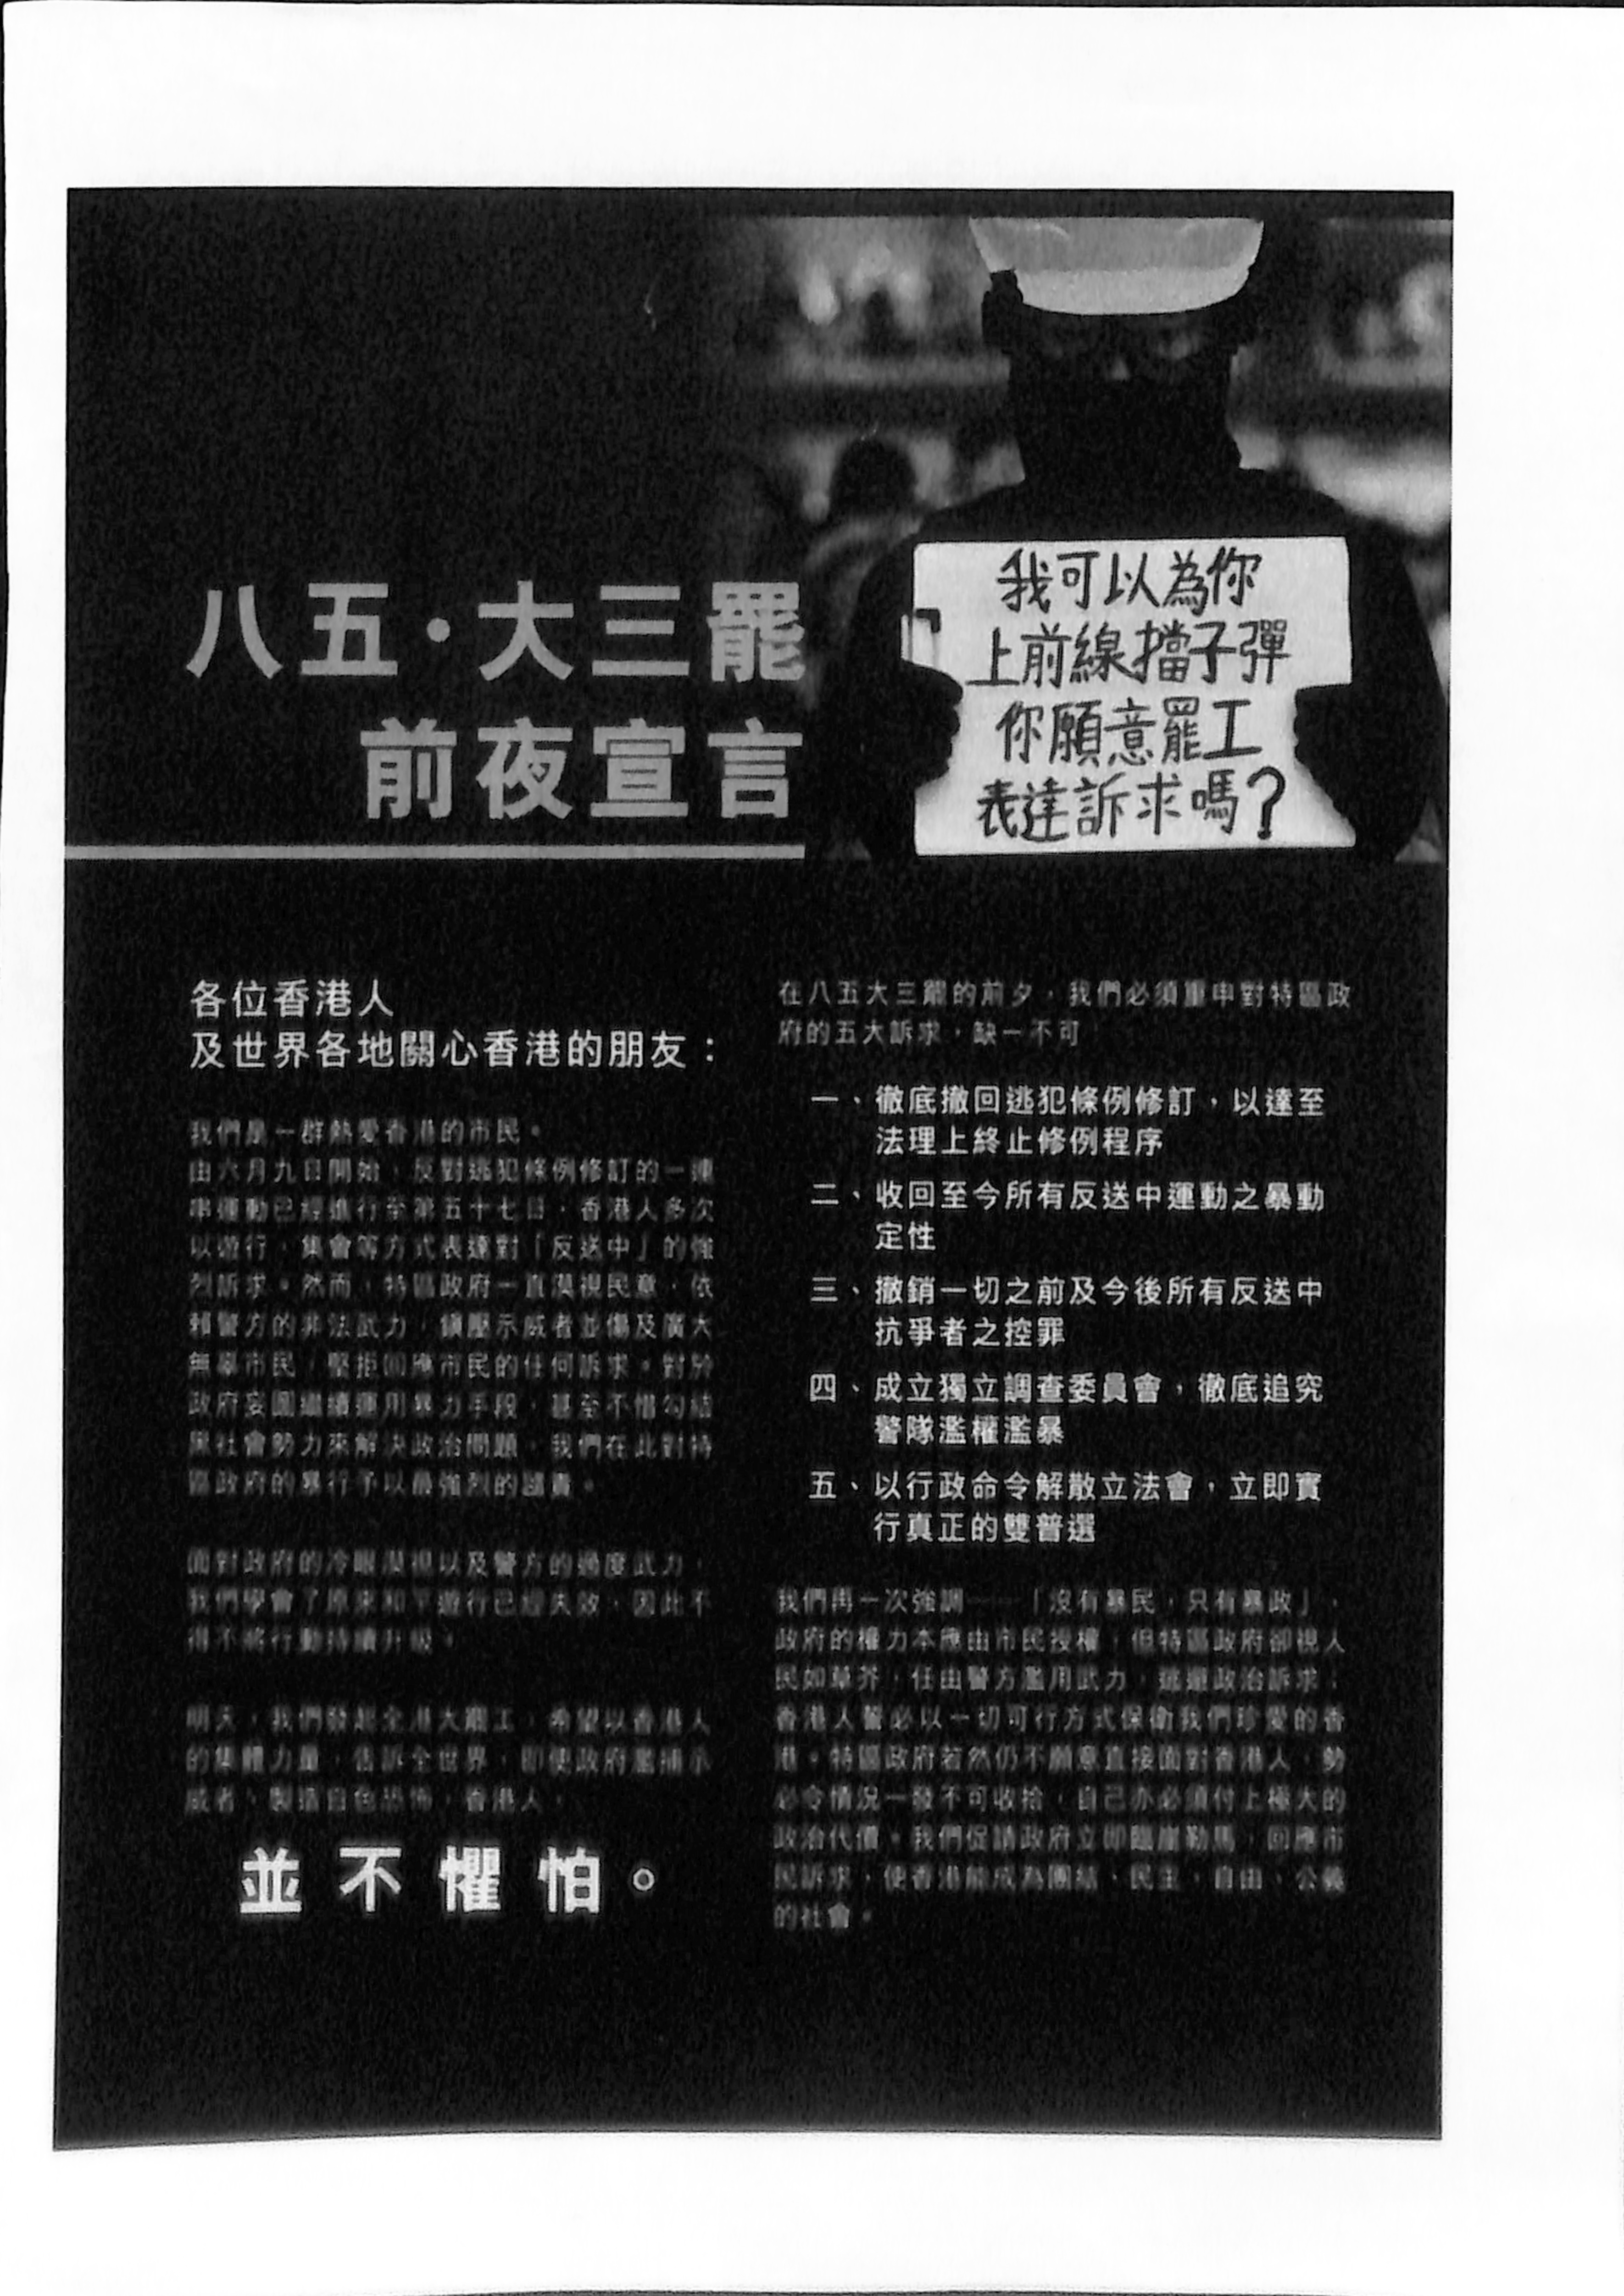 八五·大三罷
前夜宣言
我可以為你
上前線擋子彈
你願意罷工
表達訴求嗎?
各位香港人
及世界各地關心香港的朋友：
我們是一群熱愛香港的市民。
由六月九日開始，反對逃犯條例修訂的一連
串運動已經進行至第五十七日，香港人多次
以遊行，集會等方式表達對「反送中」的強
烈訴求。然而，特區政府一直漠視民意，依
賴警方的非法武力，鎮壓示威者並傷及廣大
無辜市民，堅拒回應市民的任何訴求。對於
政府妄圖繼續運用暴力手段，甚至不惜勾結
黑社會勢力來解決政治問題，我們在此對特
區政府的暴行予以最強烈的譴責。
面對政府的冷眼漠視以及警方的過度武力，
我們學會了原來和平遊行已經失效，因此不
得不將行動持續升級。
明天，我們發起全港大罷工，希望以香港人
的集體力量，告訴全世界，即使政府濫捕示
威者，製造白色恐怖，香港人，
並不懼怕。
在八五大三罷的前夕，我們必須重申對特區政
府的五大訴求，缺一不可
一、徹底撤回逃犯條例修訂，以達至
法理上終止修例程序
二、收回至今所有反送中運動之暴動
定性
三、撤銷一切之前及今後所有反送中
抗爭者之控罪
四、成立獨立調查委員會，徹底追究
警隊濫權濫暴
五、以行政命令解散立法會，立即實
行真正的雙普選
我們再一次強調——「沒有暴民，只有暴政」，
政府的權力本應由市民授權，但特區政府卻視人
民如草芥，任由警方濫用武力，逃避政治訴求；
香港人誓必以一切可行方式保衛我們珍愛的香
港。特區政府若然仍不願意直接面對香港人，勢
必令情況一發不可收拾，自己亦必須付上極大的
政治代價。我們促請政府立即懸崖勒馬，回應市
民訴求，使香港能成為團結、民主、自由、公義
的社會。